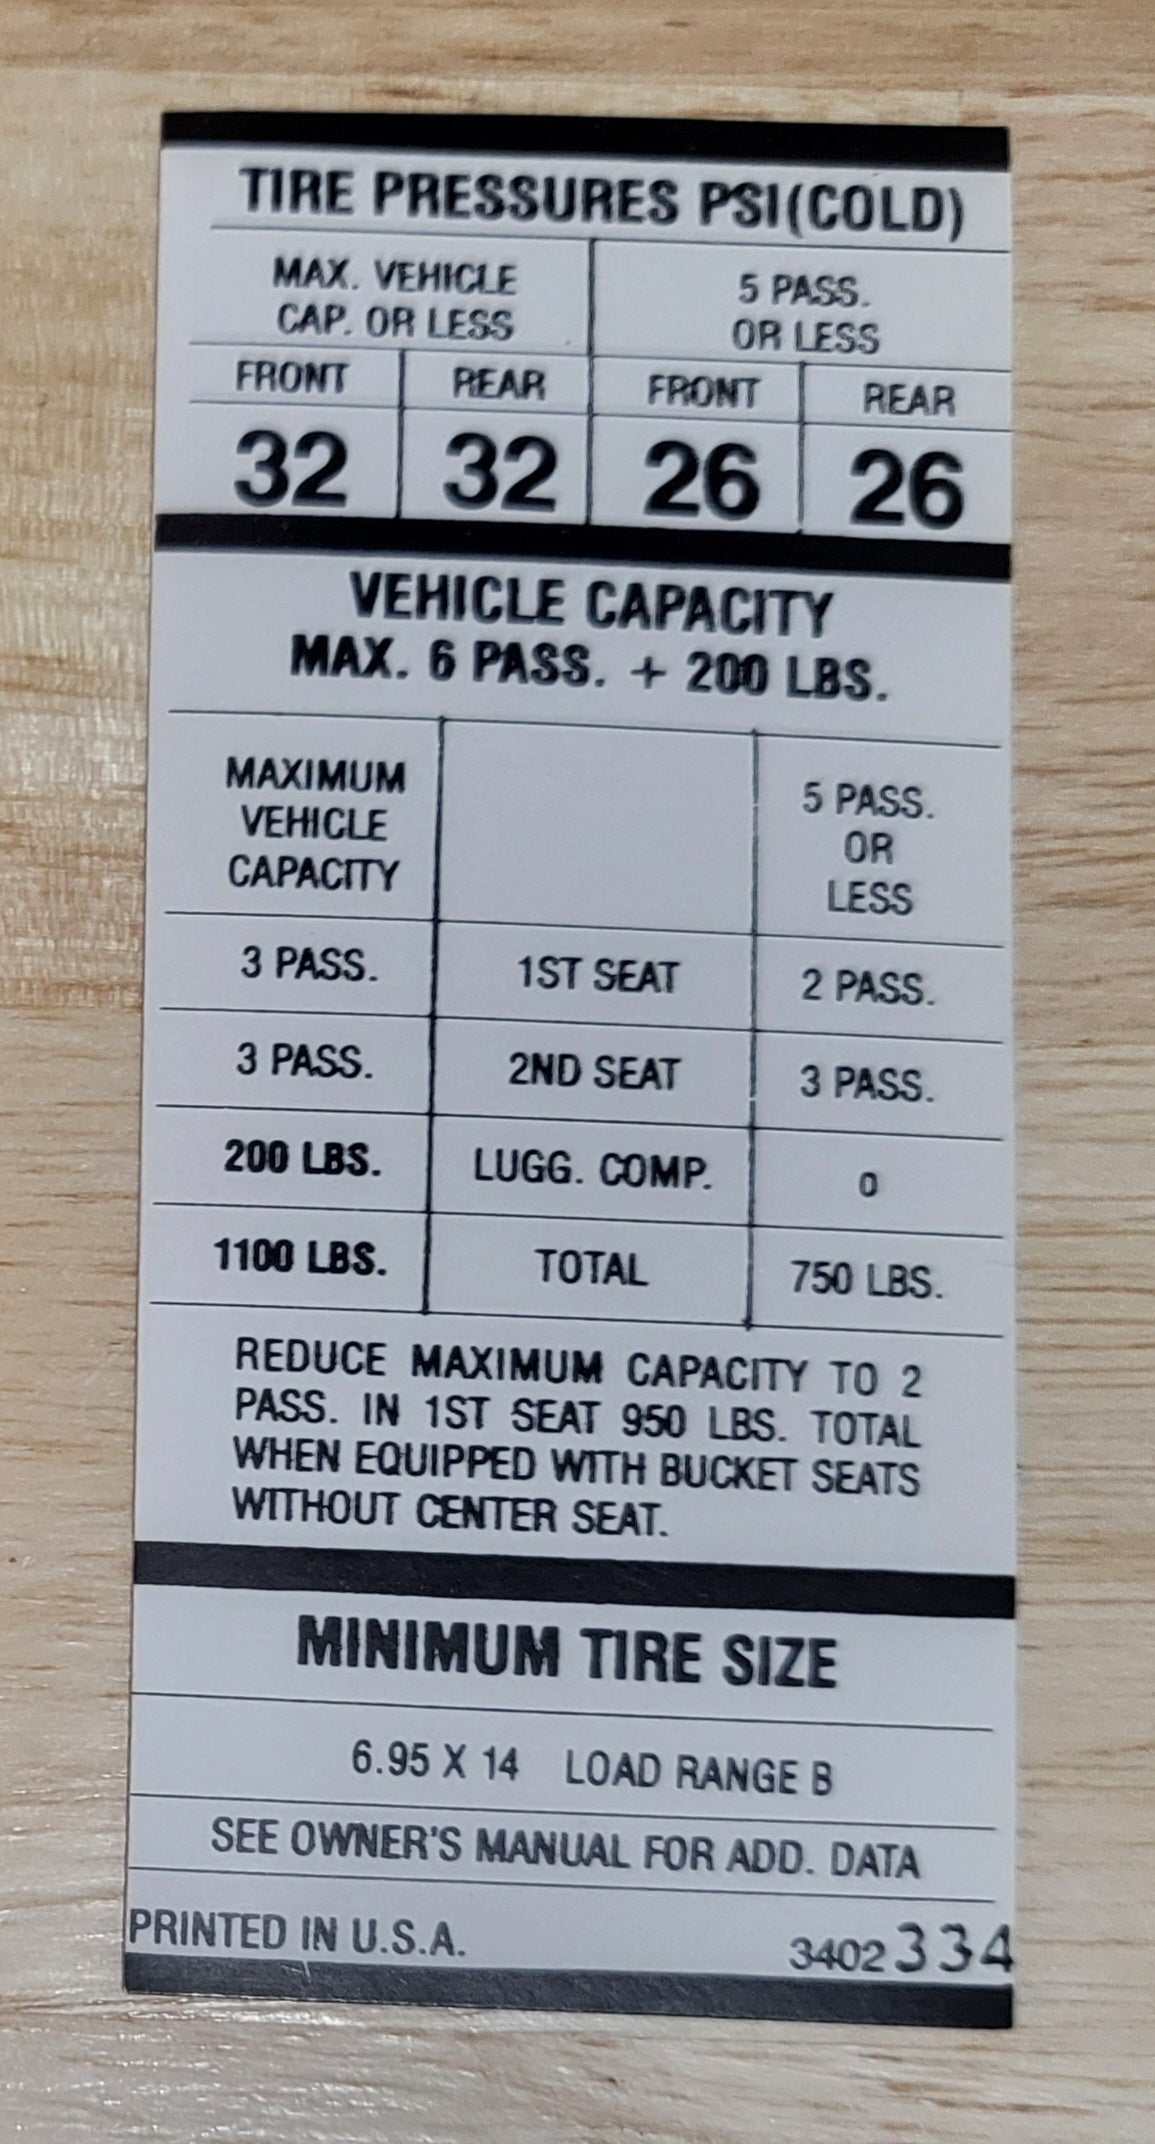 TIRE PRESSURES PSI(COLD)
MAX. VEHICLE
CAP. OR LESS
5 PASS.
OR LESS
FRONT REAR FRONT REAR
32 32 26 26
VEHICLE CAPACITY
MAX. 6 PASS. + 200 LBS.
MAXIMUM
VEHICLE
CAPACITY
5 PASS.
OR
LESS
3 PASS. 1ST SEAT 2 PASS.
3 PASS. 2ND SEAT 3 PASS.
200 LBS. LUGG. COMP. 0
1100 LBS. TOTAL 750 LBS.
REDUCE MAXIMUM CAPACITY TO 2
PASS. IN 1ST SEAT 950 LBS. TOTAL
WHEN EQUIPPED WITH BUCKET SEATS
WITHOUT CENTER SEAT.
MINIMUM TIRE SIZE
6.95 X 14 LOAD RANGE B
SEE OWNER'S MANUAL FOR ADD. DATA
PRINTED IN U.S.A. 3402334